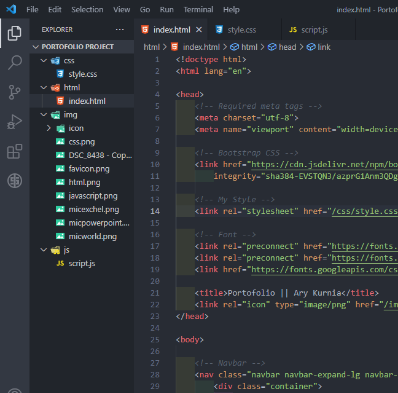 File Edit Selection View Go Run Terminal Help index.html - Portofo
EXPLORER
PORTOFOLIO PROJECT
css
style.css
html
index.html
img
icon
css.png
DSC_8438 - Cop...
favicon.png
html.png
javascript.png
micexchel.png
micpowerpoint....
micworld.png
js
script.js
index.html style.css script.js
html > index.html > html > head > link
1 <!doctype html>
2 <html lang="en">
3
4 <head>
5 <!-- Required meta tags -->
6 <meta charset="utf-8">
7 <meta name="viewport" content="width=device
8
9 <!-- Bootstrap CSS -->
10 <link href="https://cdn.jsdelivr.net/npm/bo
11 integrity="sha384-EVSTQN3/azprG1Anm3QDg
12
13 <!-- My Style -->
14 <link rel="stylesheet" href="/css/style.css
15
16 <!-- Font -->
17 <link rel="preconnect" href="https://fonts.
18 <link rel="preconnect" href="https://fonts.
19 <link href="https://fonts.googleapis.com/cs
20
21 <title>Portofolio || Ary Kurnia</title>
22 <link rel="icon" type="image/png" href="/im
23 </head>
24
25 <body>
26
27 <!-- Navbar -->
28 <nav class="navbar navbar-expand-lg navbar-
29 <div class="container">